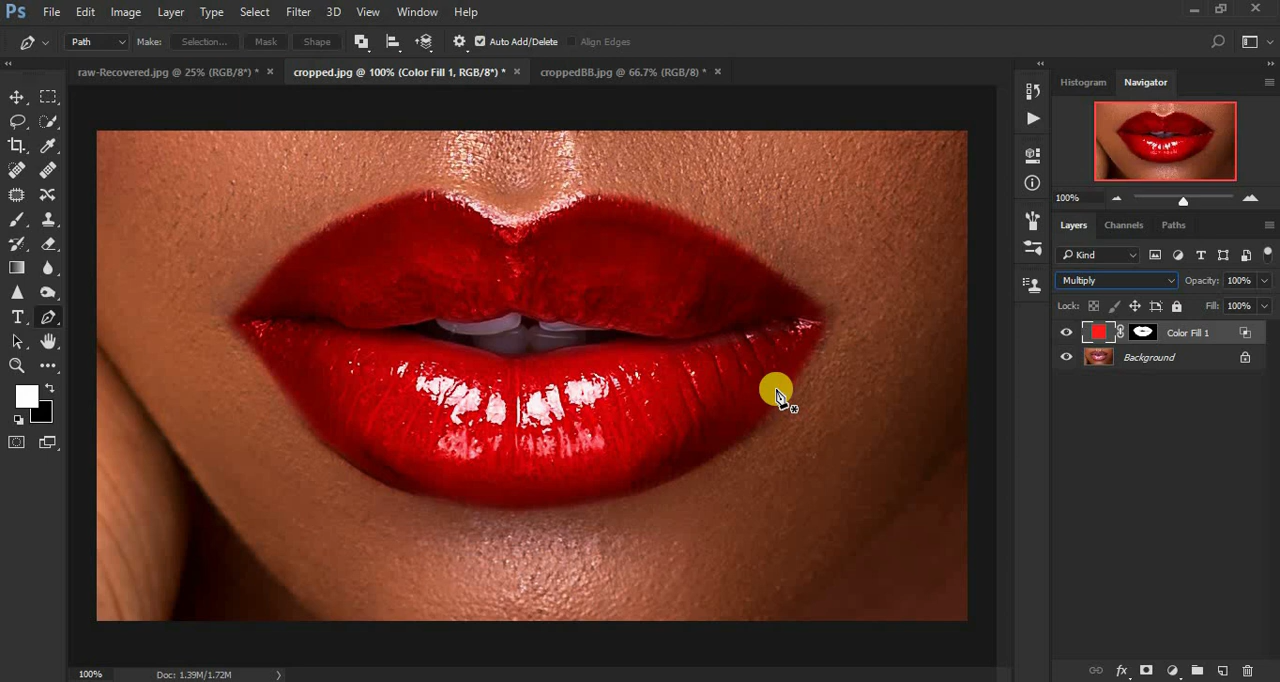 Ps File Edit Image Layer Type Select Filter 3D View Window Help
Path Make: Selection... Mask Shape Auto Add/Delete Align Edges
raw-Recovered.jpg @ 25% (RGB/8*) * cropped.jpg @ 100% (Color Fill 1, RGB/8*) * croppedBB.jpg @ 66.7% (RGB/8) *
Histogram Navigator
100%
Layers Channels Paths
Kind
Multiply Opacity: 100%
Lock: Fill: 100%
Color Fill 1
Background
fx
100% Doc: 1.39M/1.72M